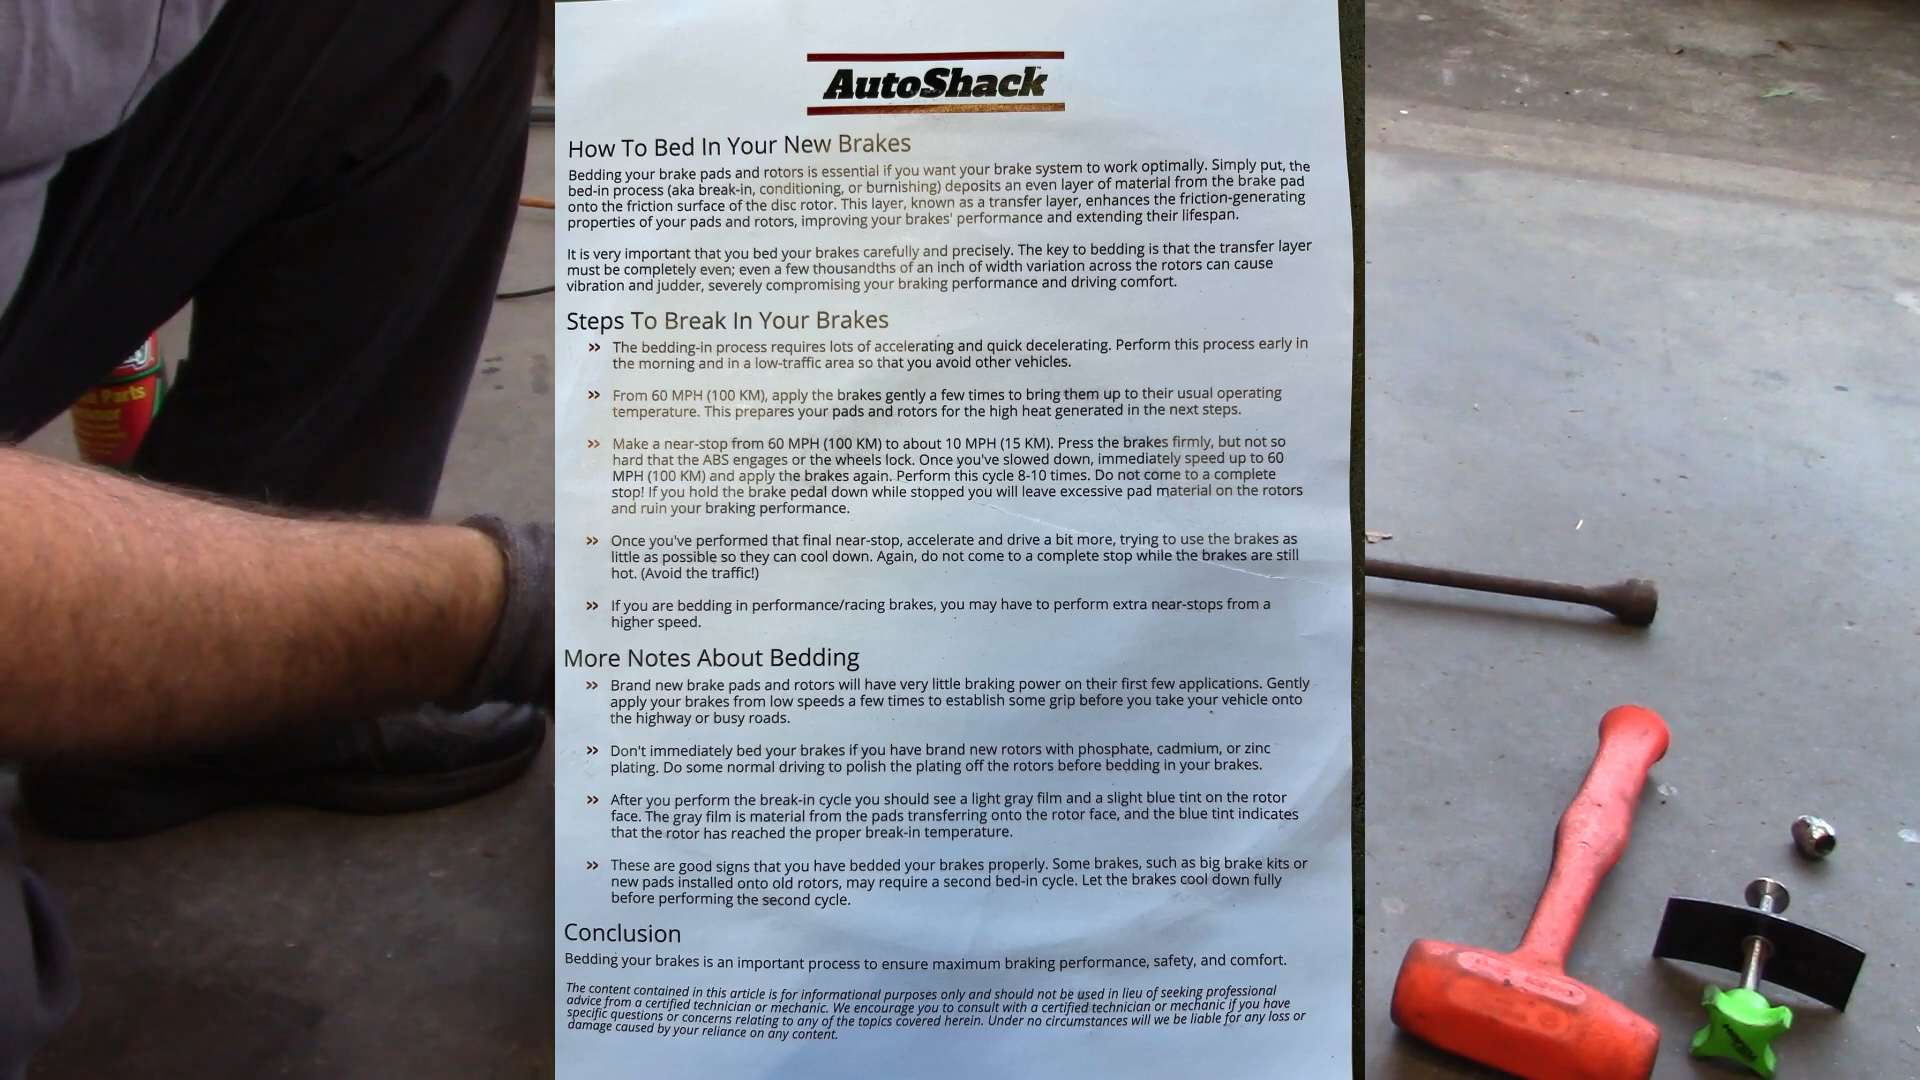 AutoShack
How To Bed In Your New Brakes
Bedding your brake pads and rotors is essential if you want your brake system to work optimally. Simply put, the
bed-in process (aka break-in, conditioning, or burnishing) deposits an even layer of material from the brake pad
onto the friction surface of the disc rotor. This layer, known as a transfer layer, enhances the friction-generating
properties of your pads and rotors, improving your brakes' performance and extending their lifespan.
It is very important that you bed your brakes carefully and precisely. The key to bedding is that the transfer layer
must be completely even; even a few thousandths of an inch of width variation across the rotors can cause
vibration and judder, severely compromising your braking performance and driving comfort.
Steps To Break In Your Brakes
» The bedding-in process requires lots of accelerating and quick decelerating. Perform this process early in
the morning and in a low-traffic area so that you avoid other vehicles.
» From 60 MPH (100 KM), apply the brakes gently a few times to bring them up to their usual operating
temperature. This prepares your pads and rotors for the high heat generated in the next steps.
» Make a near-stop from 60 MPH (100 KM) to about 10 MPH (15 KM). Press the brakes firmly, but not so
hard that the ABS engages or the wheels lock. Once you've slowed down, immediately speed up to 60
MPH (100 KM) and apply the brakes again. Perform this cycle 8-10 times. Do not come to a complete
stop! If you hold the brake pedal down while stopped you will leave excessive pad material on the rotors
and ruin your braking performance.
» Once you've performed that final near-stop, accelerate and drive a bit more, trying to use the brakes as
little as possible so they can cool down. Again, do not come to a complete stop while the brakes are still
hot. (Avoid the traffic!)
» If you are bedding in performance/racing brakes, you may have to perform extra near-stops from a
higher speed.
More Notes About Bedding
» Brand new brake pads and rotors will have very little braking power on their first few applications. Gently
apply your brakes from low speeds a few times to establish some grip before you take your vehicle onto
the highway or busy roads.
» Don't immediately bed your brakes if you have brand new rotors with phosphate, cadmium, or zinc
plating. Do some normal driving to polish the plating off the rotors before bedding in your brakes.
» After you perform the break-in cycle you should see a light gray film and a slight blue tint on the rotor
face. The gray film is material from the pads transferring onto the rotor face, and the blue tint indicates
that the rotor has reached the proper break-in temperature.
» These are good signs that you have bedded your brakes properly. Some brakes, such as big brake kits or
new pads installed onto old rotors, may require a second bed-in cycle. Let the brakes cool down fully
before performing the second cycle.
Conclusion
Bedding your brakes is an important process to ensure maximum braking performance, safety, and comfort.
The content contained in this article is for informational purposes only and should not be used in lieu of seeking professional
advice from a certified technician or mechanic. We encourage you to consult with a certified technician or mechanic if you have
specific questions or concerns relating to any of the topics covered herein. Under no circumstances will we be liable for any loss or
damage caused by your reliance on any content.
Parts